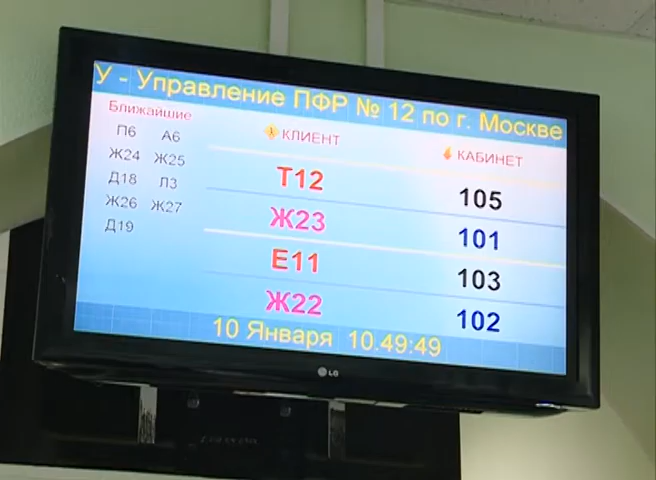 У - Управление ПФР № 12 по г. Москве
Ближайшие
КЛИЕНТ
КАБИНЕТ
П6 А6
Ж24 Ж25
Д18 Л3
Ж26 Ж27
Д19
Т12 105
Ж23 101
Е11 103
Ж22 102
10 Января 10.49:49
LG